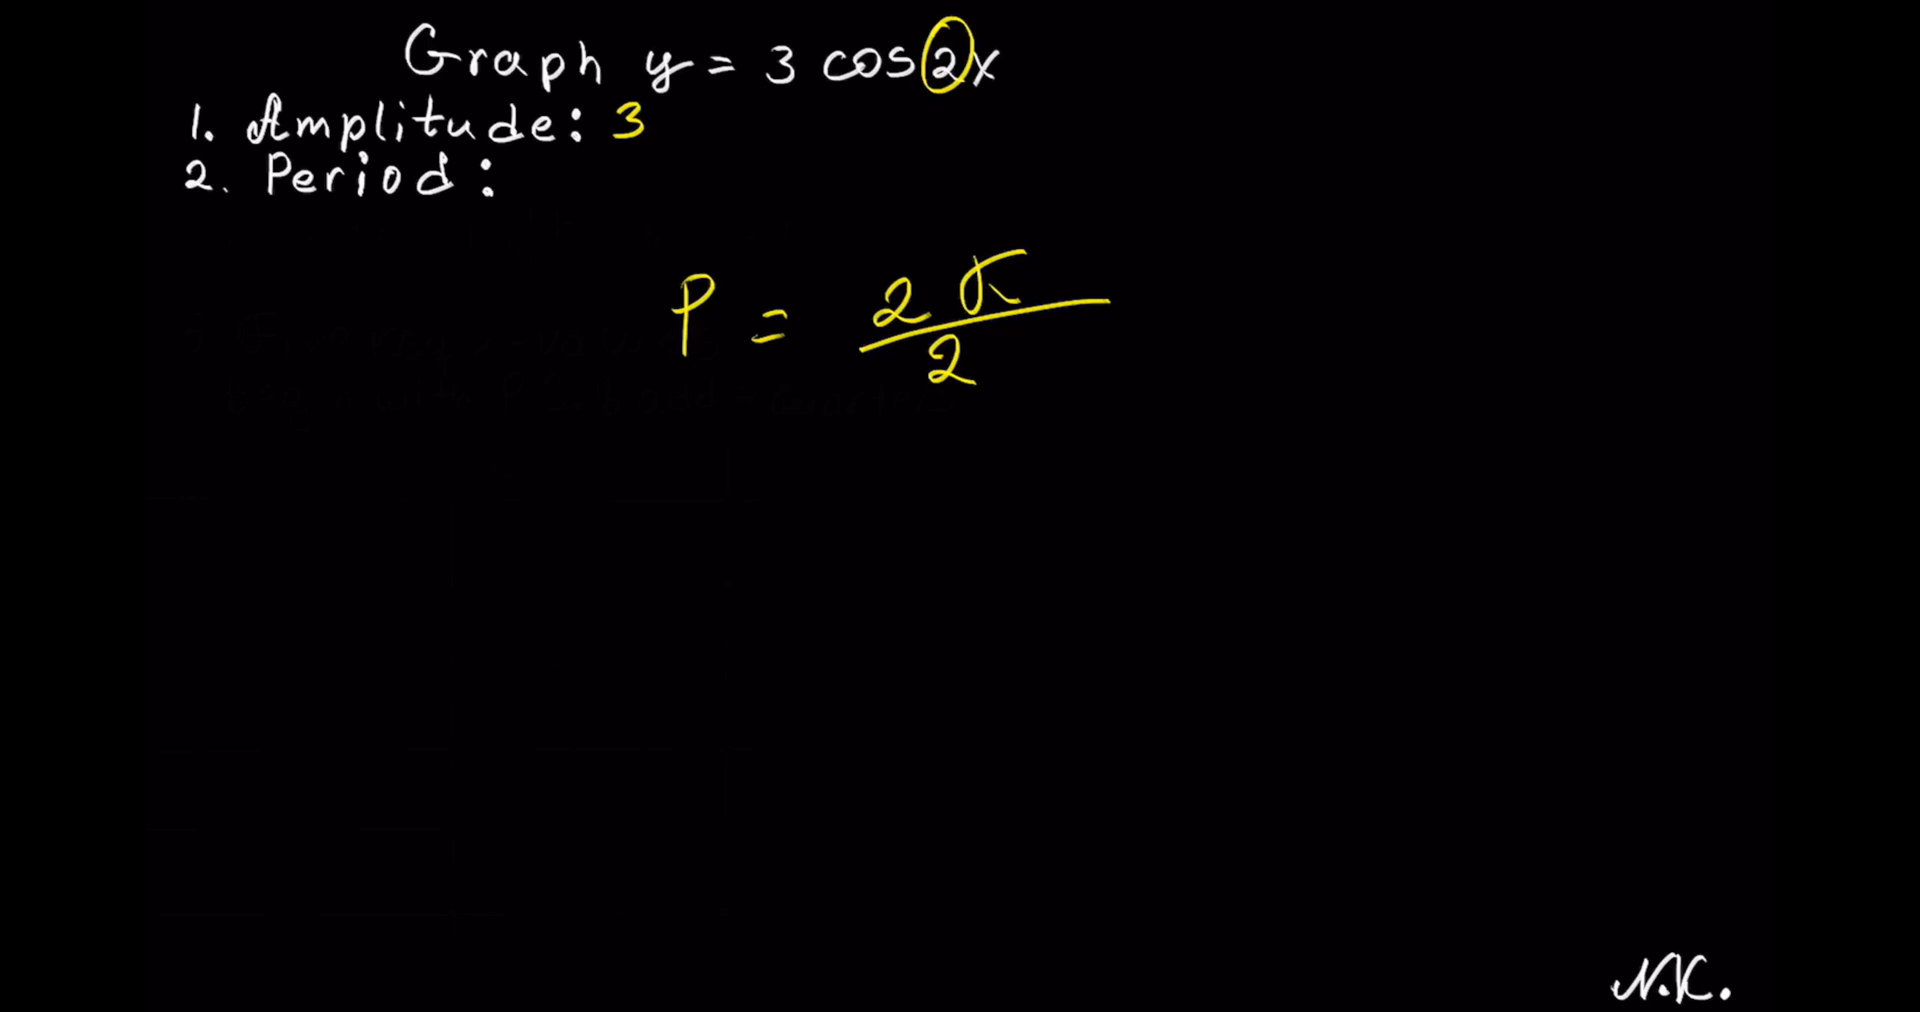 Graph y = 3 cos 2x
1. Amplitude: 3
2. Period:
P = 2π/2
N.K.